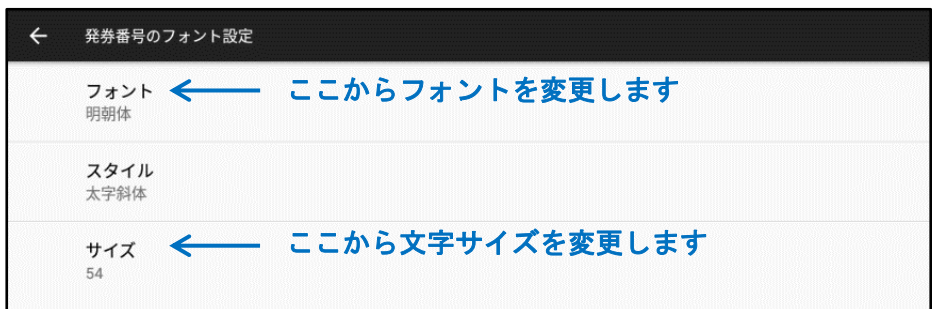 発券番号のフォント設定
フォント
ここからフォントを変更します
明朝体
スタイル
太字斜体
サイズ
ここから文字サイズを変更します
54